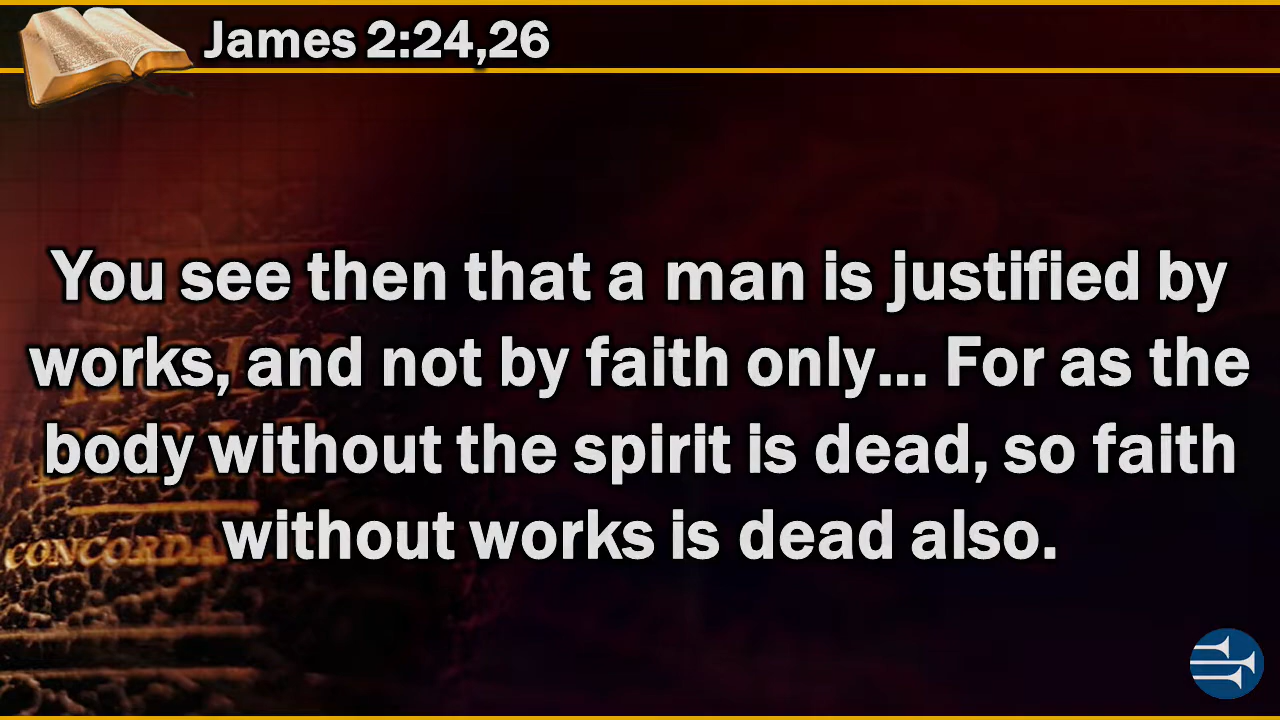 James 2:24,26
You see then that a man is justified by
works, and not by faith only... For as the
body without the spirit is dead, so faith
without works is dead also.
CONCORDA